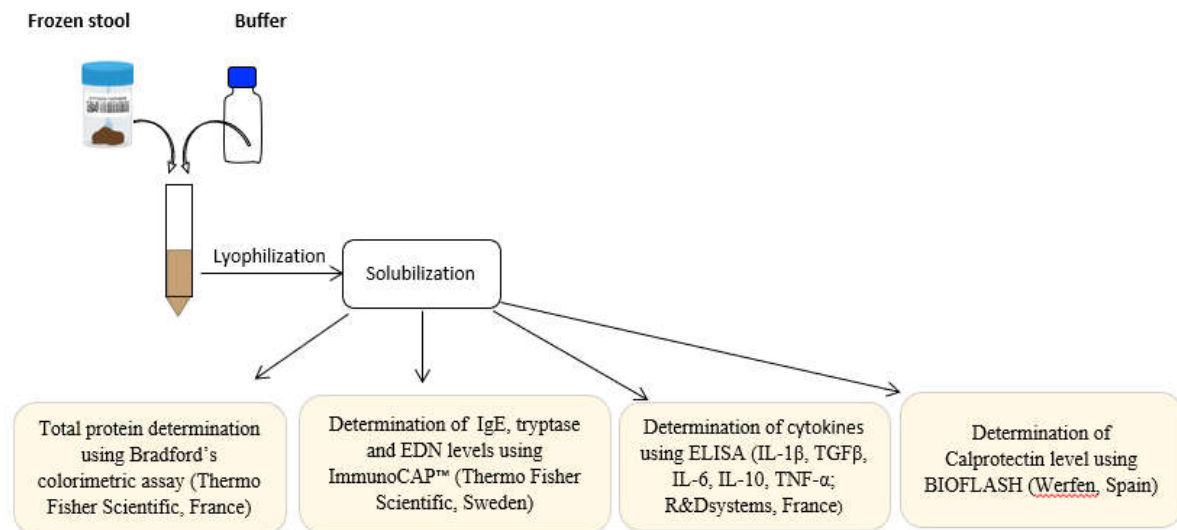 Frozen stool
Buffer
Lyophilization
Solubilization
Total protein determination
using Bradford's
colorimetric assay (Thermo
Fisher Scientific, France)
Determination of IgE, tryptase
and EDN levels using
ImmunoCAP™ (Thermo Fisher
Scientific, Sweden)
Determination of cytokines
using ELISA (IL-1β, TGFβ,
IL-6, IL-10, TNF-α;
R&Dsystems, France)
Determination of
Calprotectin level using
BIOFLASH (Werfen, Spain)